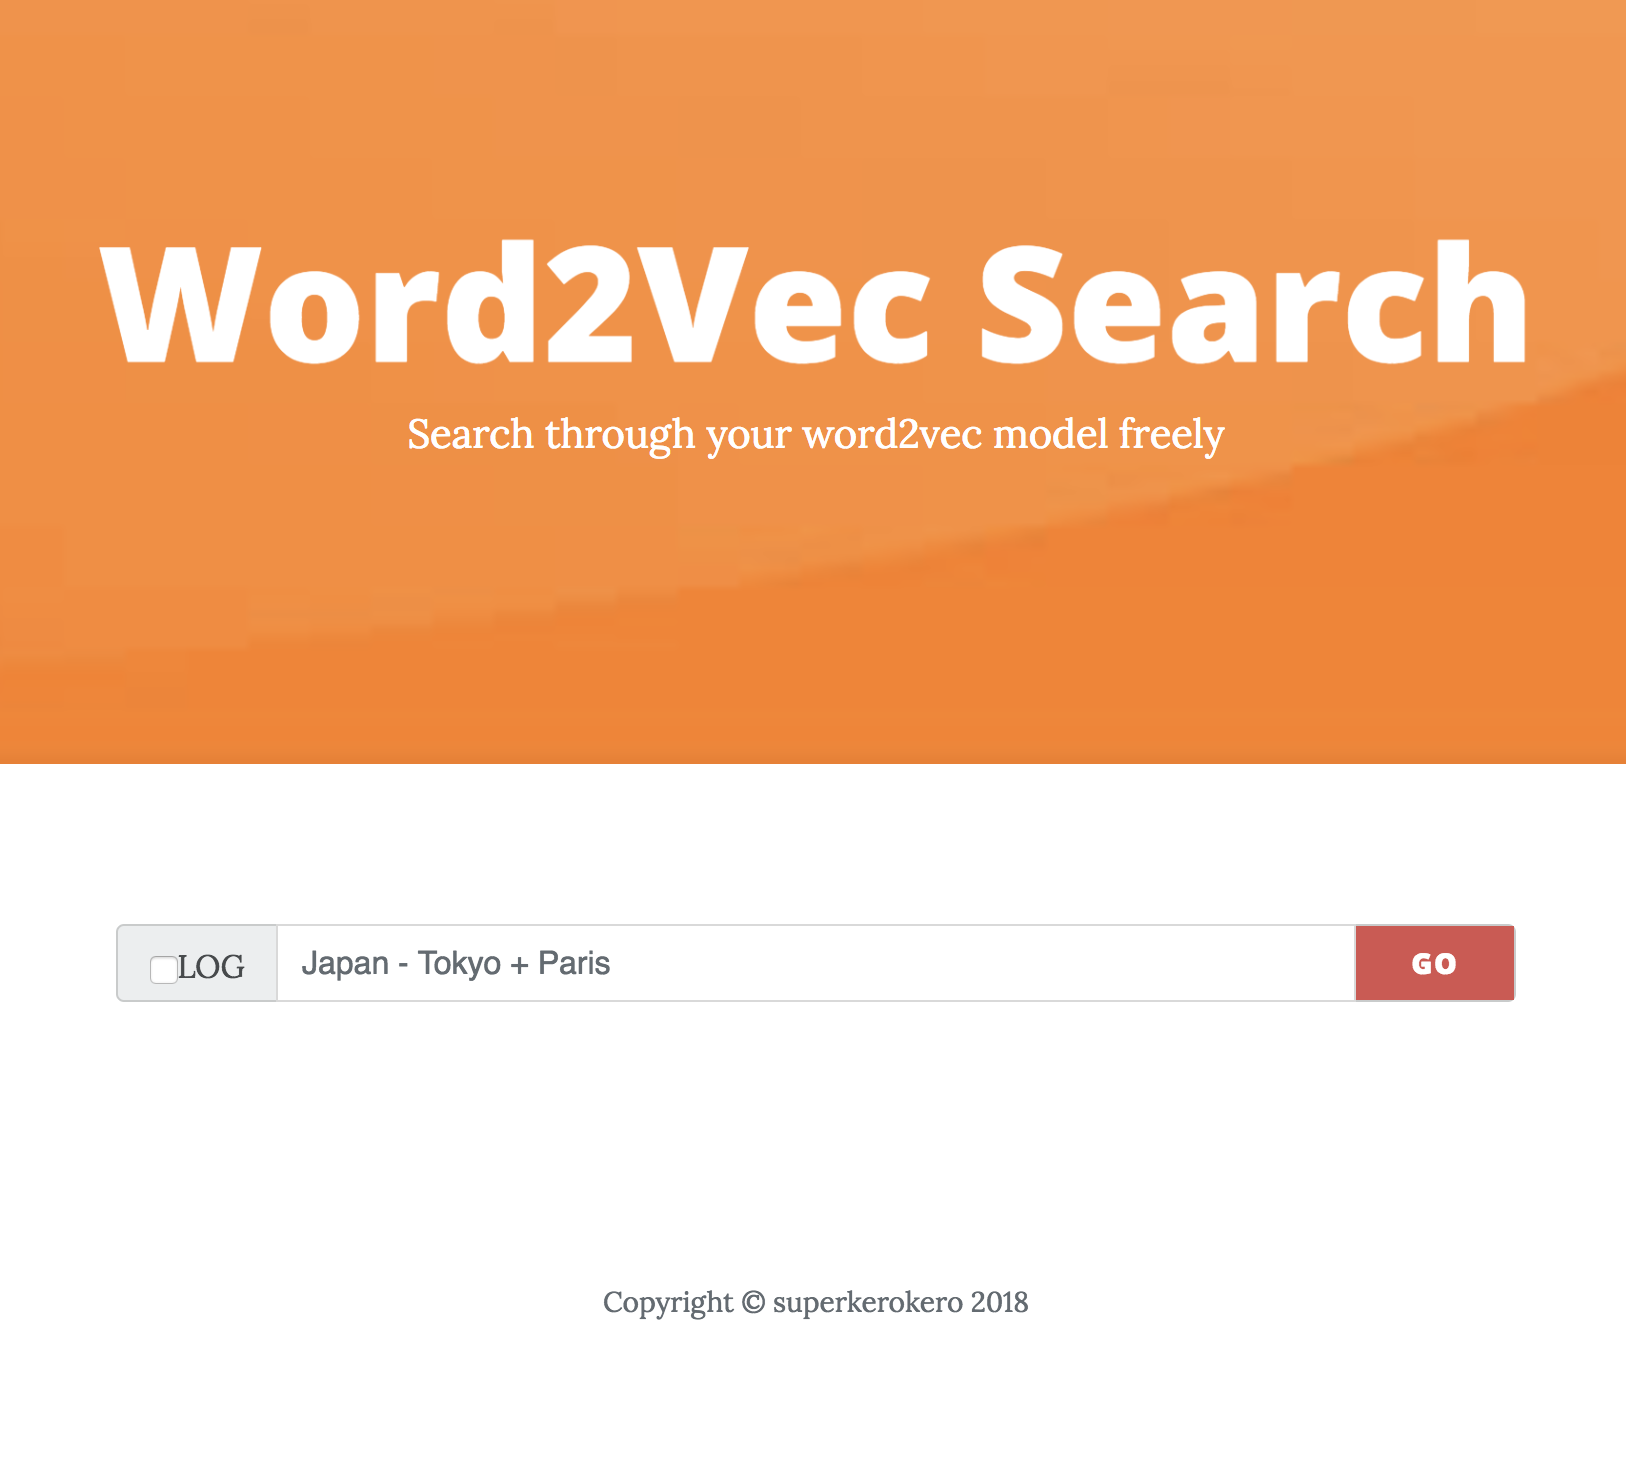 Word2Vec Search
Search through your word2vec model freely
LOG Japan - Tokyo + Paris GO
Copyright © superkerokero 2018